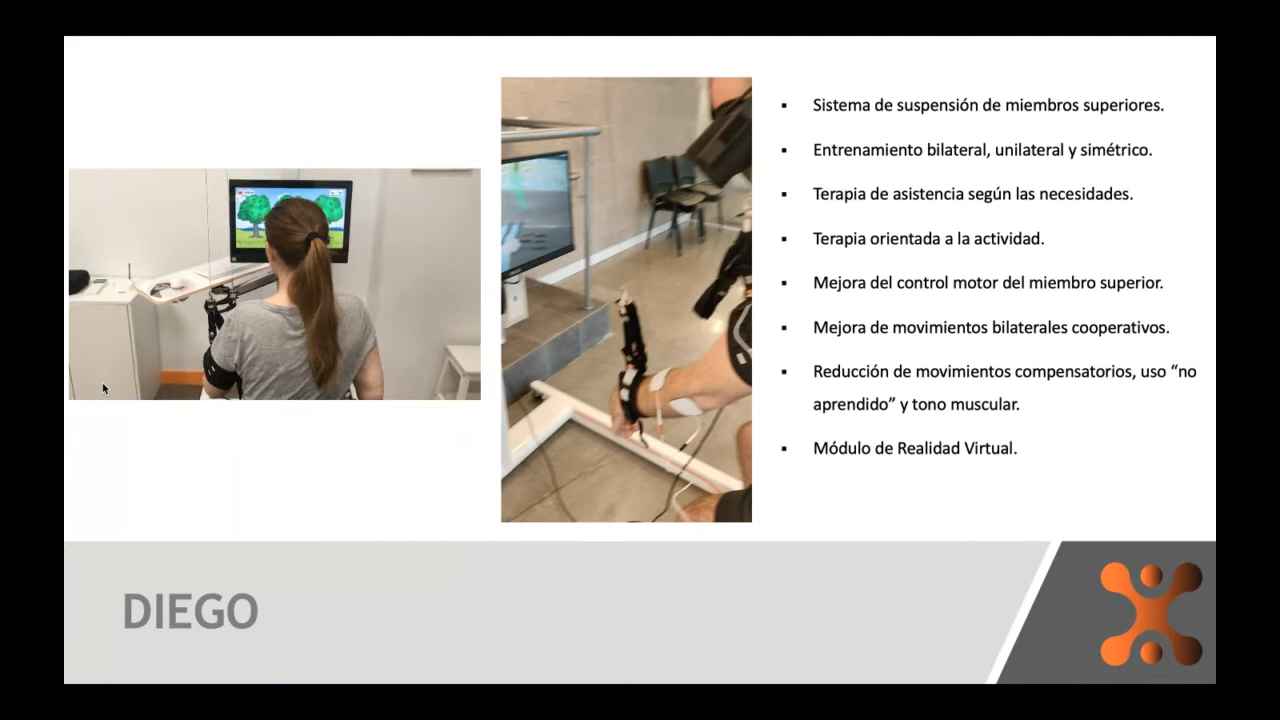 ▪ Sistema de suspensión de miembros superiores.
▪ Entrenamiento bilateral, unilateral y simétrico.
▪ Terapia de asistencia según las necesidades.
▪ Terapia orientada a la actividad.
▪ Mejora del control motor del miembro superior.
▪ Mejora de movimientos bilaterales cooperativos.
▪ Reducción de movimientos compensatorios, uso “no
aprendido” y tono muscular.
▪ Módulo de Realidad Virtual.
DIEGO